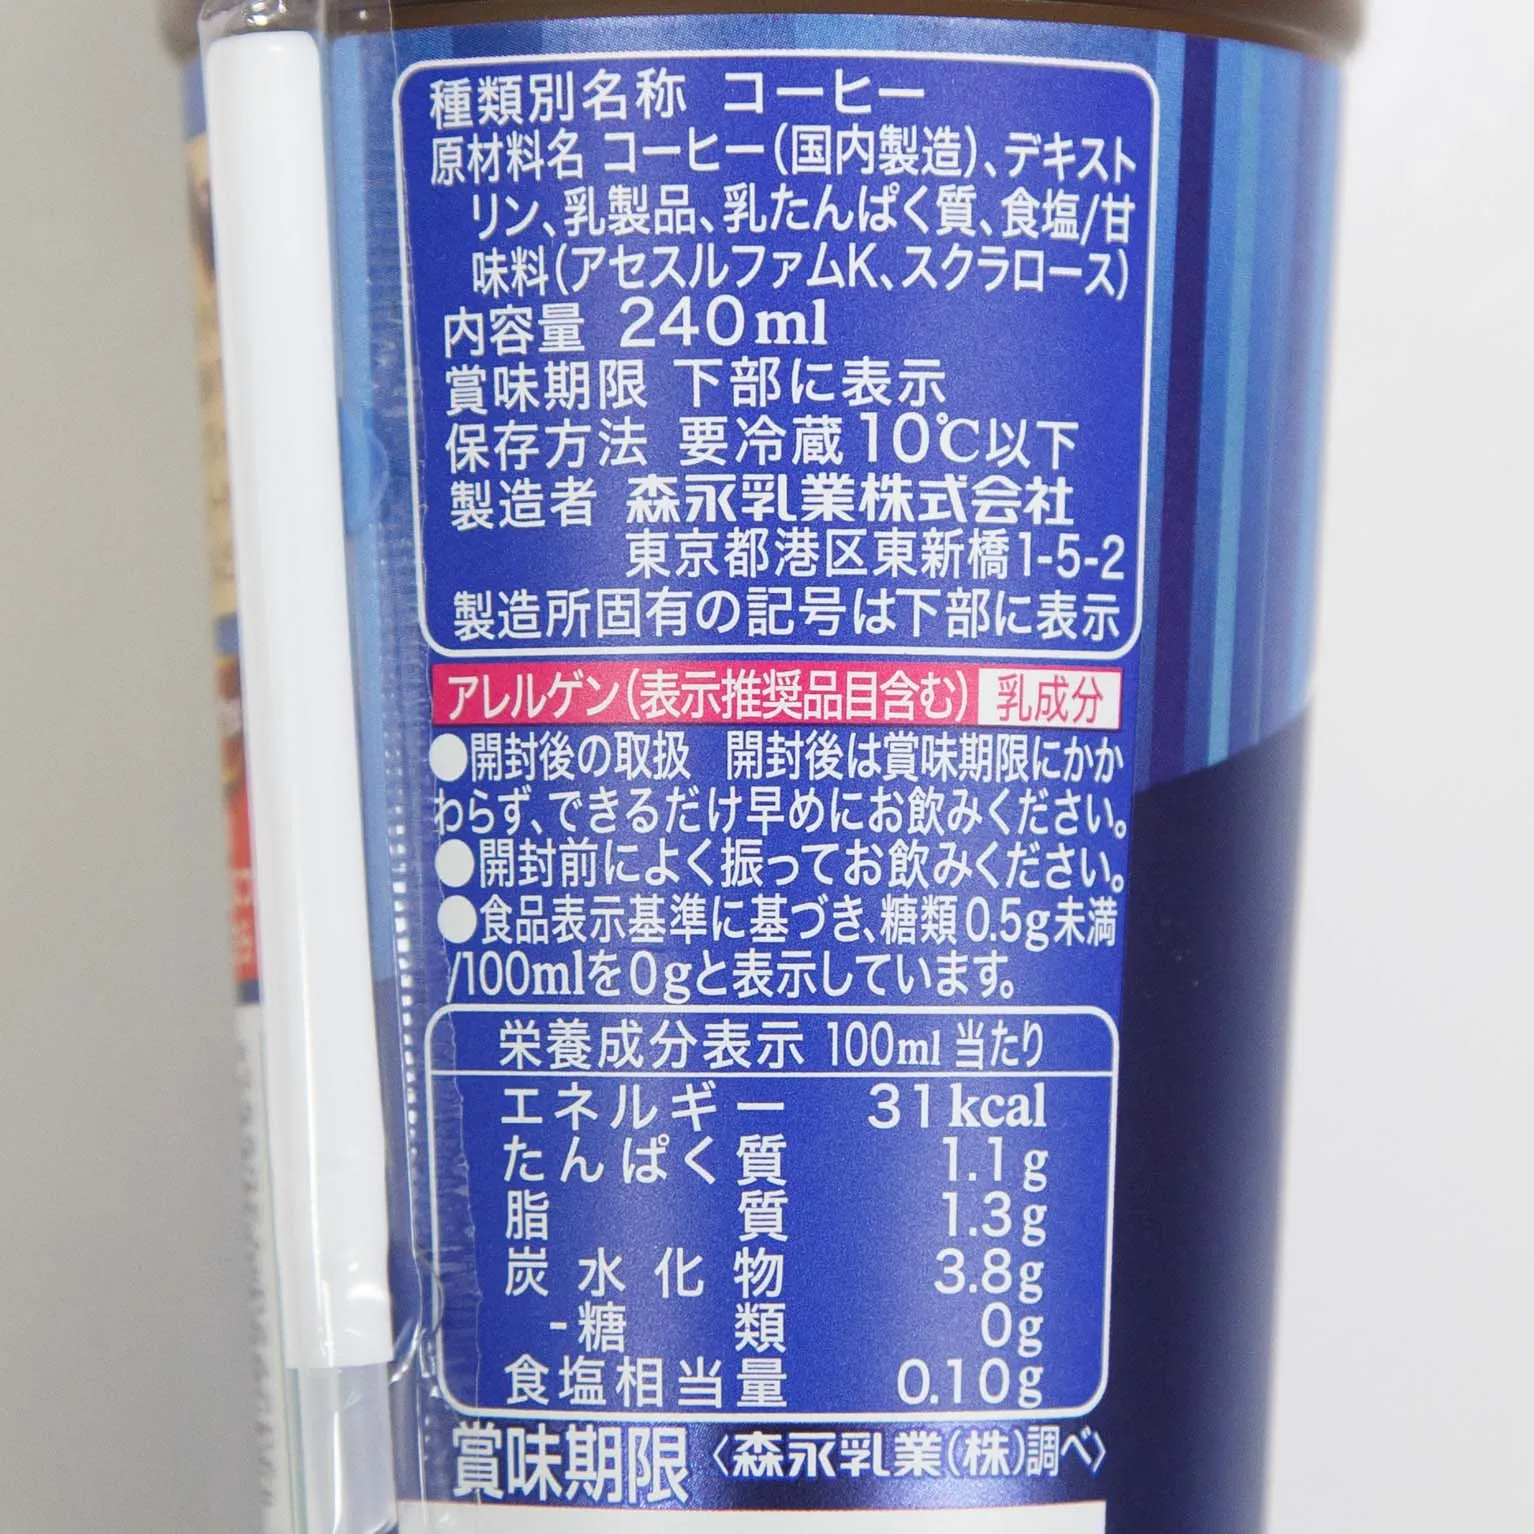 種類別名称 コーヒー
原材料名 コーヒー(国内製造)、デキスト
リン、乳製品、乳たんぱく質、食塩/甘
味料(アセスルファムK、スクラロース)
内容量 240ml
賞味期限 下部に表示
保存方法 要冷蔵10℃以下
製造者 森永乳業株式会社
東京都港区東新橋1-5-2
製造所固有の記号は下部に表示
アレルゲン(表示推奨品目含む) 乳成分
●開封後の取扱 開封後は賞味期限にかか
わらず、できるだけ早めにお飲みください。
●開封前によく振ってお飲みください。
●食品表示基準に基づき、糖類0.5g未満
/100mlを0gと表示しています。
栄養成分表示 100ml当たり
エネルギー 31kcal
たんぱく質 1.1g
脂質 1.3g
炭水化物 3.8g
-糖類 0g
食塩相当量 0.10g
賞味期限 〈森永乳業(株)調べ〉